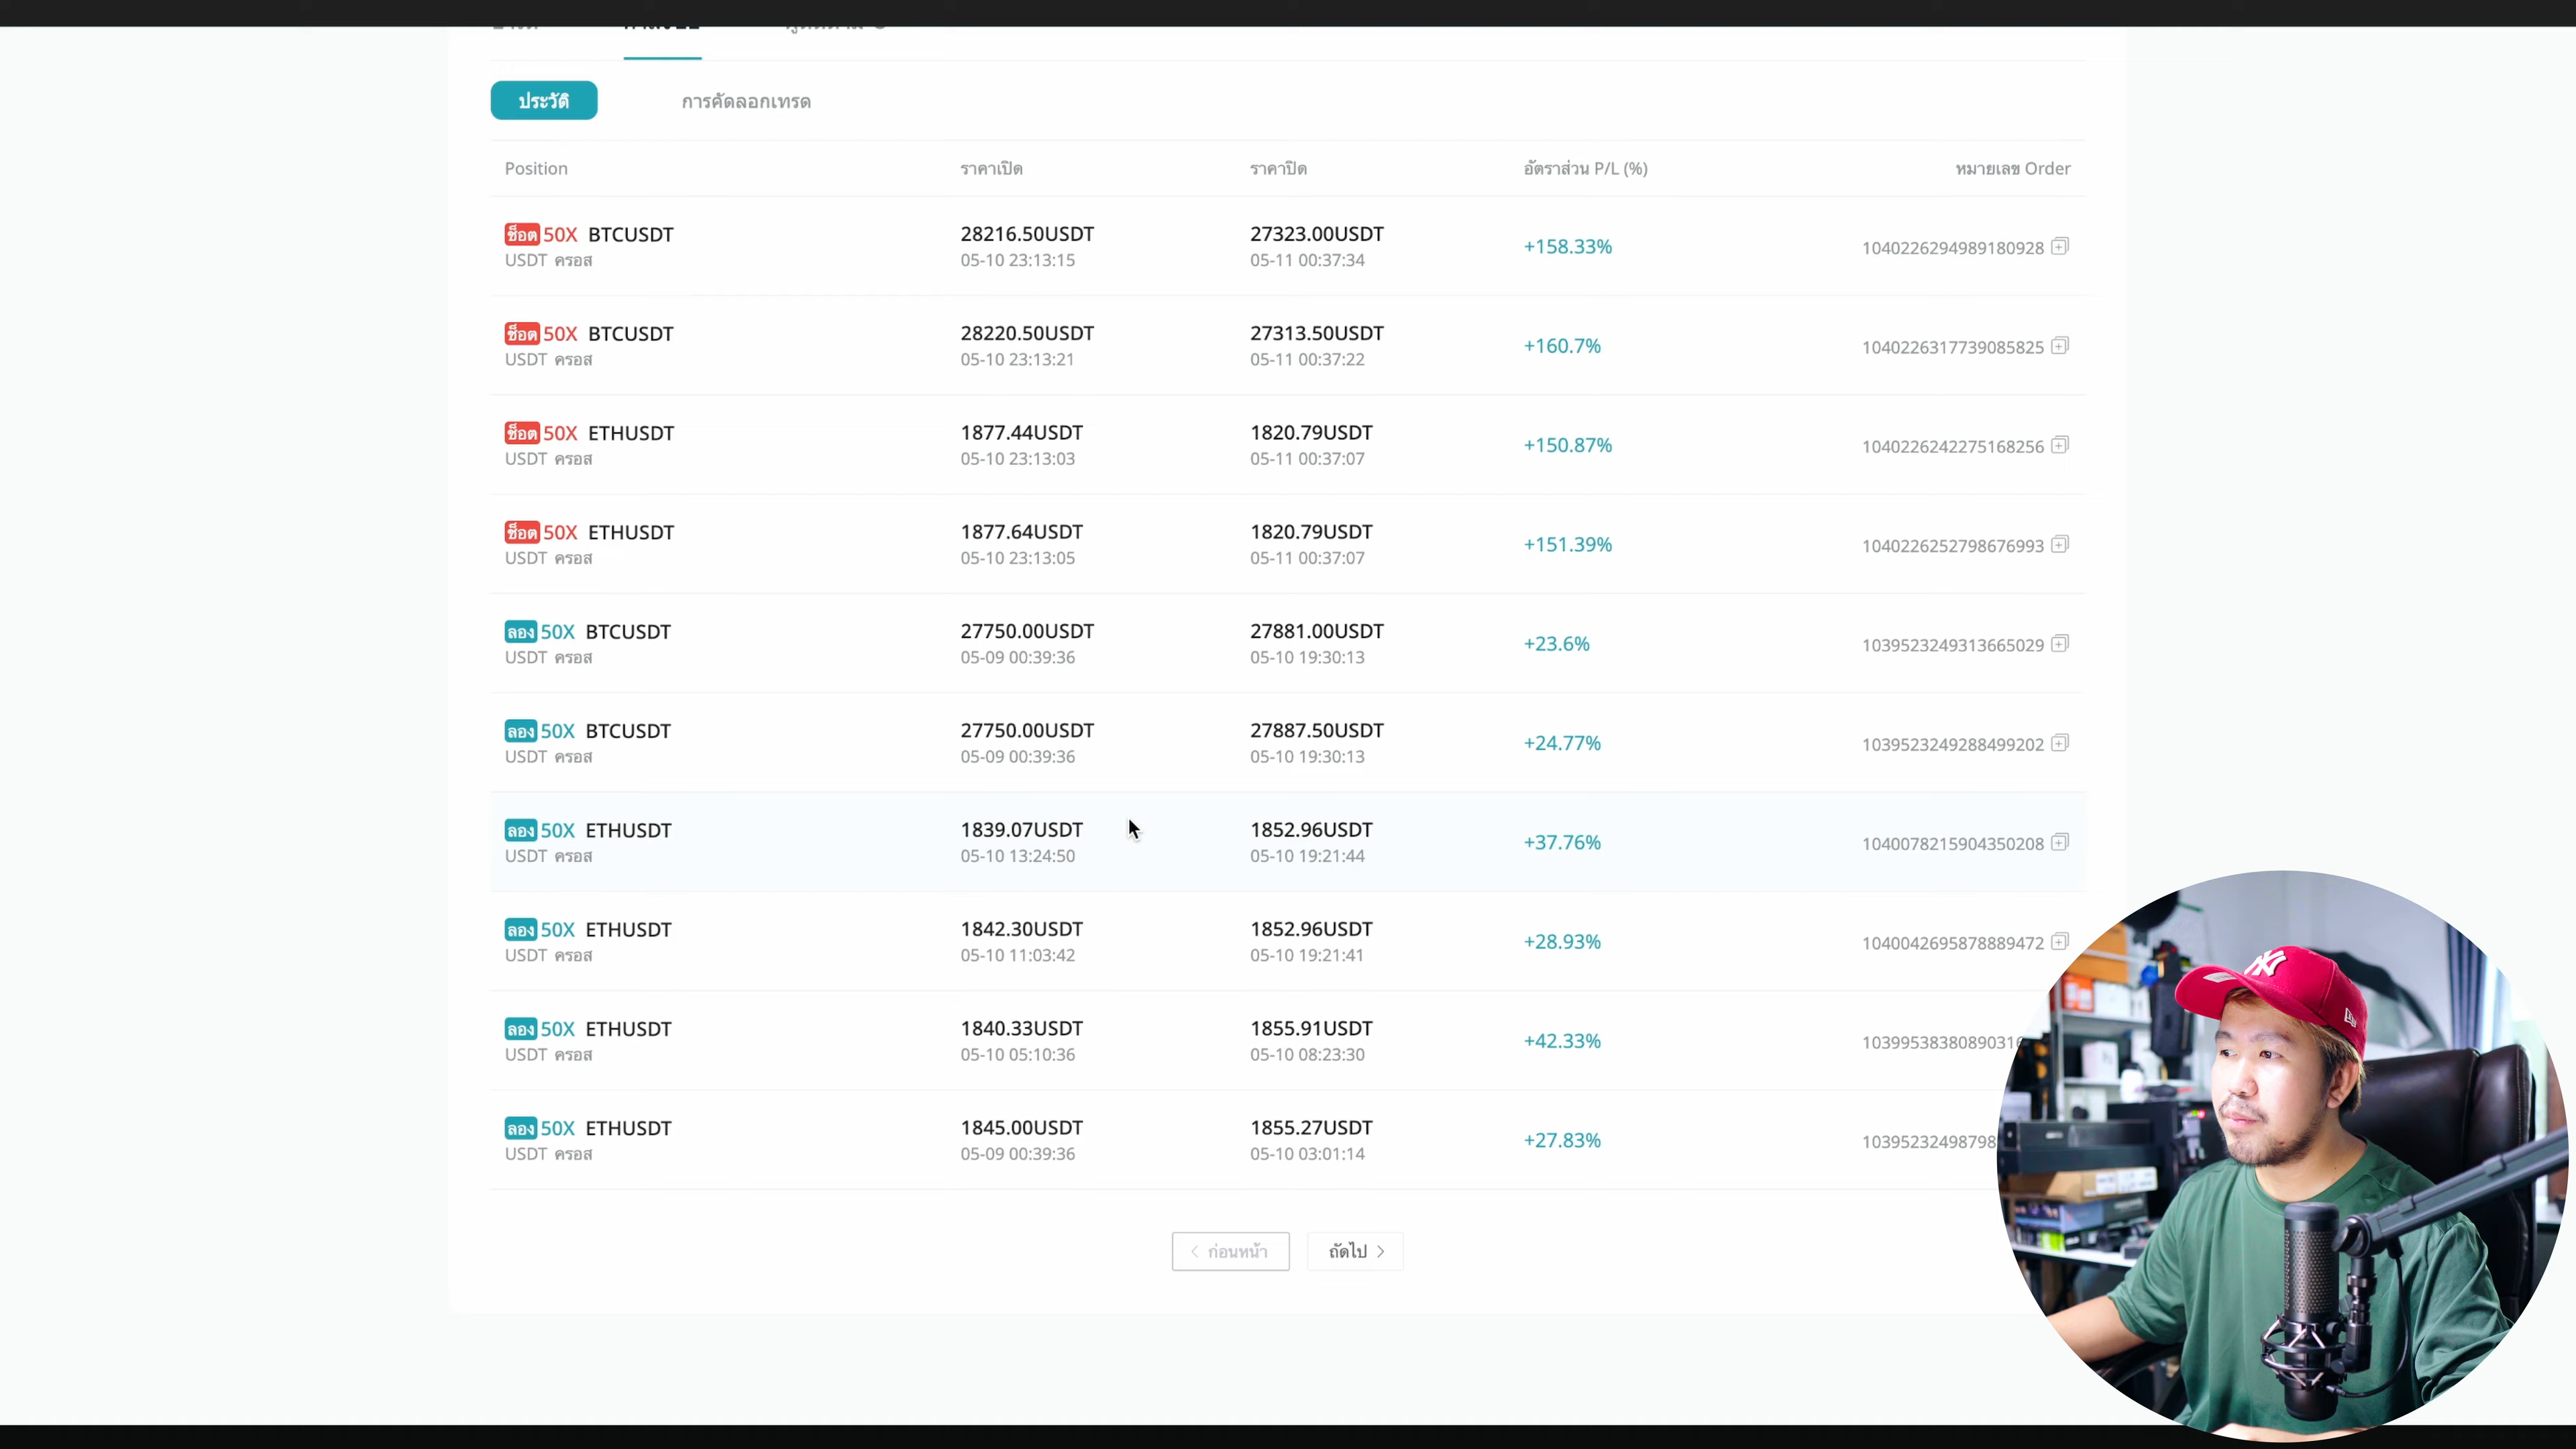 ประวัติ
การคัดลอกเทรด
Position ราคาเปิด ราคาปิด อัตราส่วน P/L (%) หมายเลข Order
ช็อต 50X BTCUSDT 28216.50USDT 27323.00USDT +158.33% 1040226294989180928
USDT ครอส 05-10 23:13:15 05-11 00:37:34
ช็อต 50X BTCUSDT 28220.50USDT 27313.50USDT +160.7% 1040226317739085825
USDT ครอส 05-10 23:13:21 05-11 00:37:22
ช็อต 50X ETHUSDT 1877.44USDT 1820.79USDT +150.87% 1040226242275168256
USDT ครอส 05-10 23:13:03 05-11 00:37:07
ช็อต 50X ETHUSDT 1877.64USDT 1820.79USDT +151.39% 1040226252798676993
USDT ครอส 05-10 23:13:05 05-11 00:37:07
ลอง 50X BTCUSDT 27750.00USDT 27881.00USDT +23.6% 1039523249313665029
USDT ครอส 05-09 00:39:36 05-10 19:30:13
ลอง 50X BTCUSDT 27750.00USDT 27887.50USDT +24.77% 1039523249288499202
USDT ครอส 05-09 00:39:36 05-10 19:30:13
ลอง 50X ETHUSDT 1839.07USDT 1852.96USDT +37.76% 1040078215904350208
USDT ครอส 05-10 13:24:50 05-10 19:21:44
ลอง 50X ETHUSDT 1842.30USDT 1852.96USDT +28.93% 1040042695878889472
USDT ครอส 05-10 11:03:42 05-10 19:21:41
ลอง 50X ETHUSDT 1840.33USDT 1855.91USDT +42.33% 1039953838089031
USDT ครอส 05-10 05:10:36 05-10 08:23:30
ลอง 50X ETHUSDT 1845.00USDT 1855.27USDT +27.83% 10395232498798
USDT ครอส 05-09 00:39:36 05-10 03:01:14
ก่อนหน้า ถัดไป